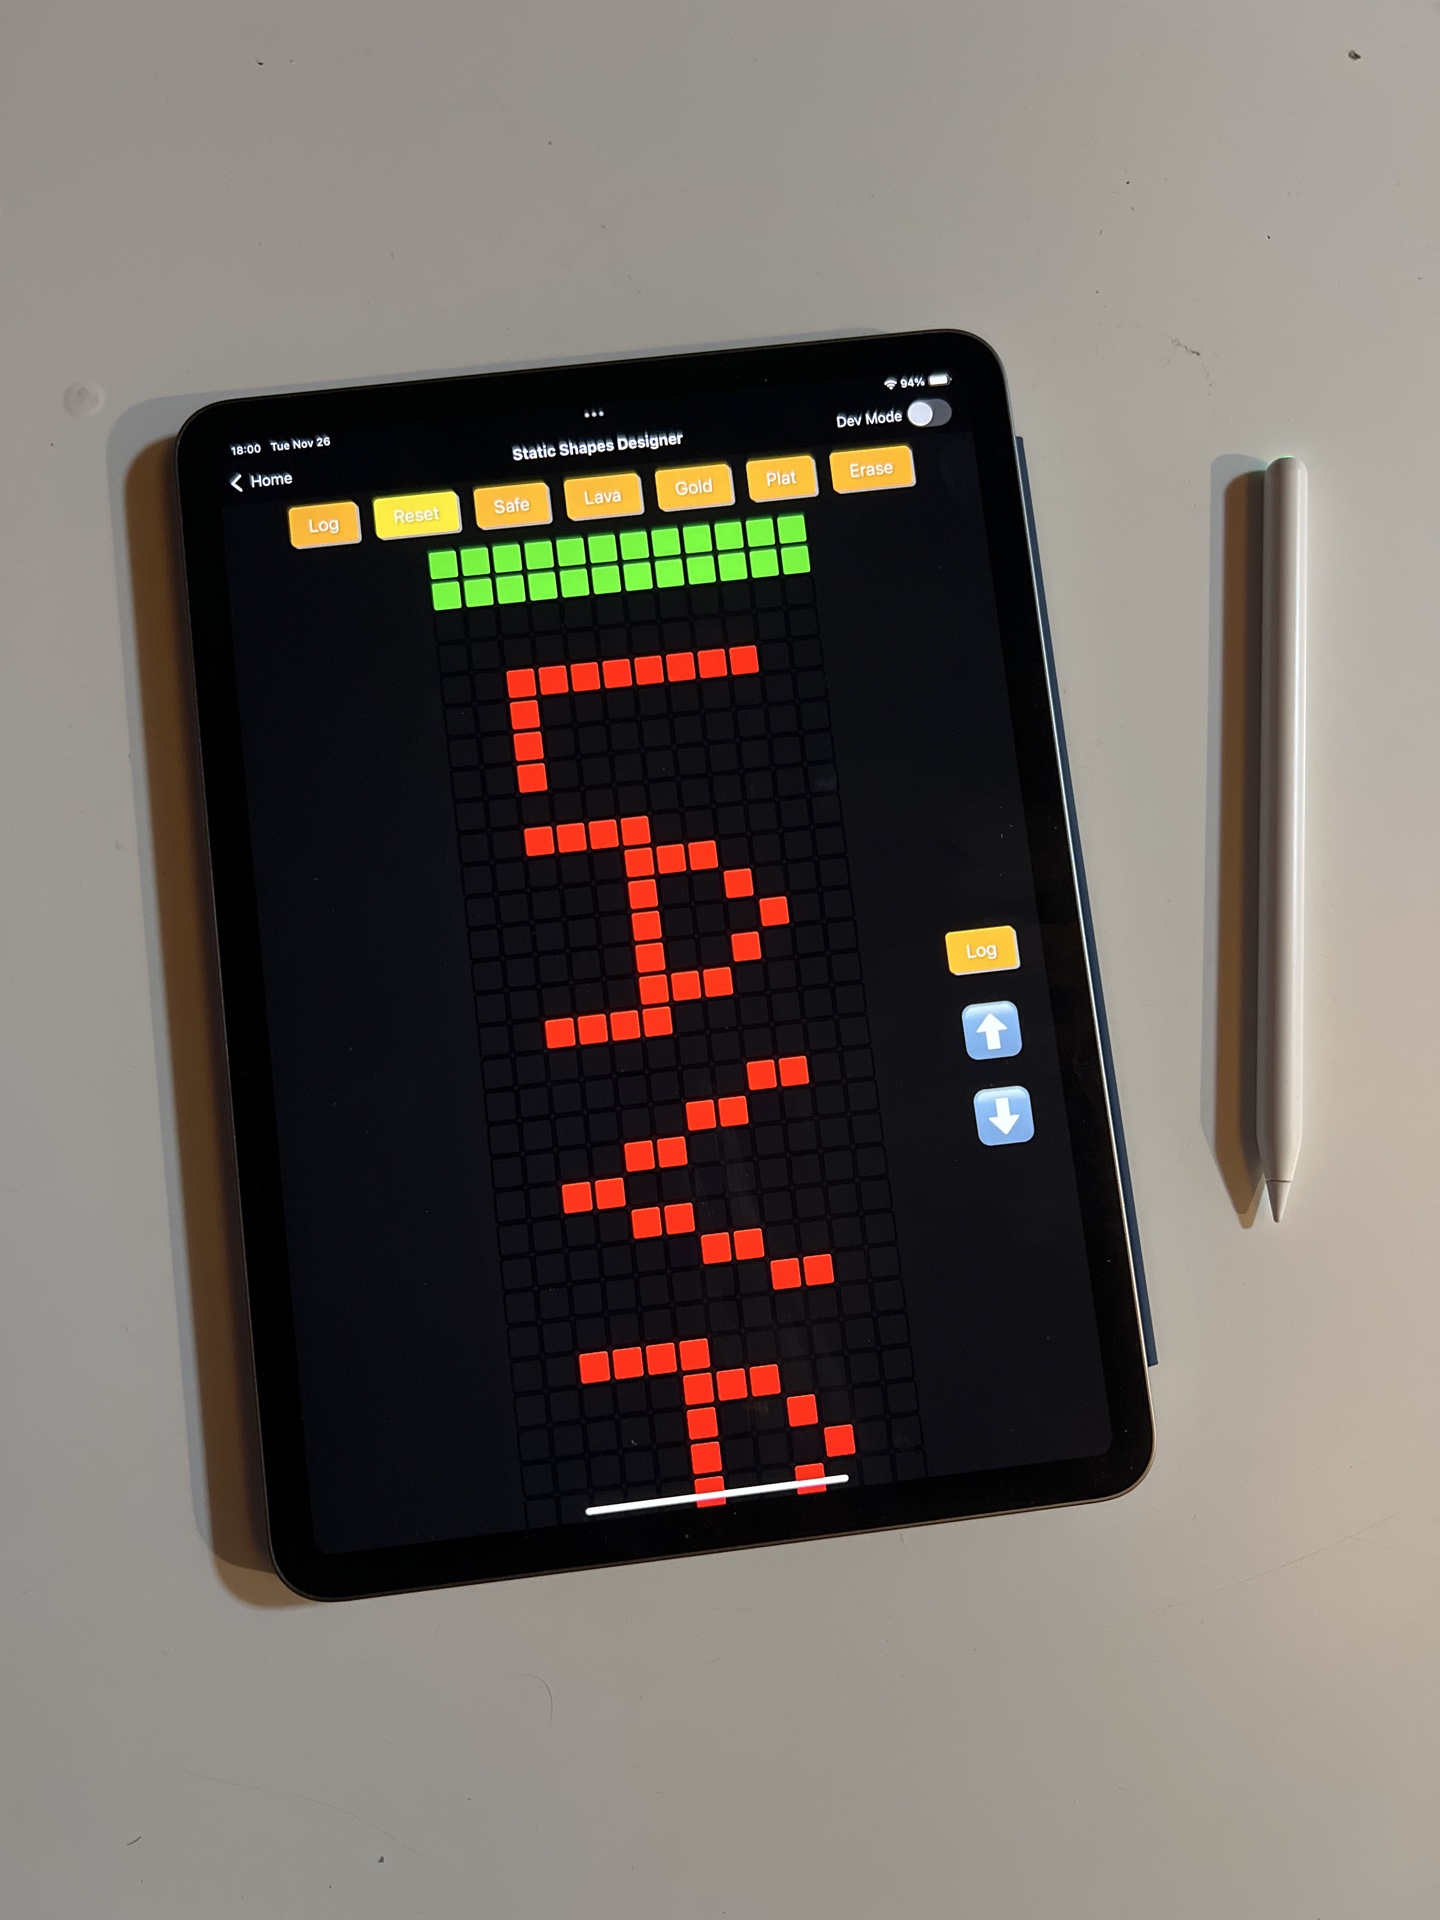 18:00 Tue Nov 26 94%
Home Static Shapes Designer Dev Mode
Log Reset Safe Lava Gold Plat Erase
LAVA
Log